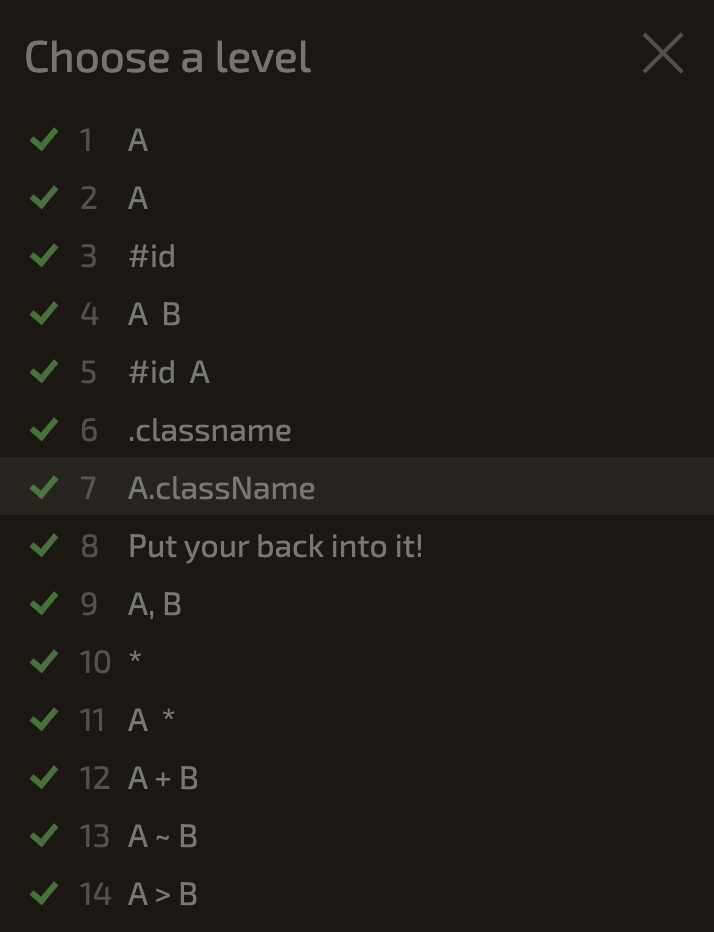 Choose a level
1 A
2 A
3 #id
4 A B
5 #id A
6 .classname
7 A.className
8 Put your back into it!
9 A, B
10 *
11 A *
12 A + B
13 A ~ B
14 A > B